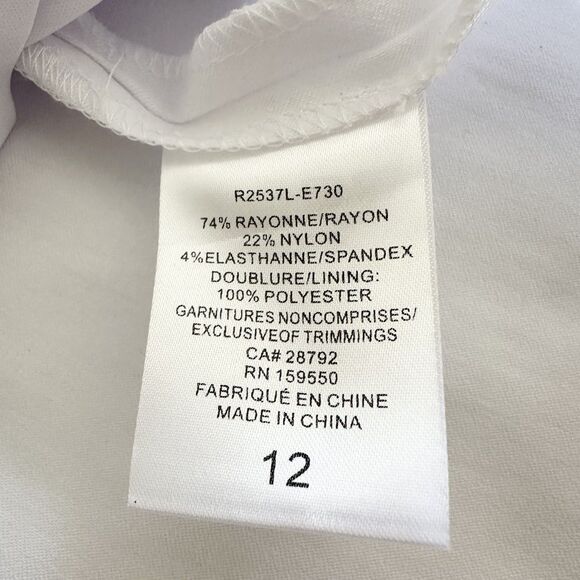 R2537L-E730
74% RAYONNE/RAYON
22% NYLON
4%ELASTHANNE/SPANDEX
DOUBLURE/LINING:
100% POLYESTER
GARNITURES NONCOMPRISES/
EXCLUSIVEOF TRIMMINGS
CA# 28792
RN 159550
FABRIQUÉ EN CHINE
MADE IN CHINA
12